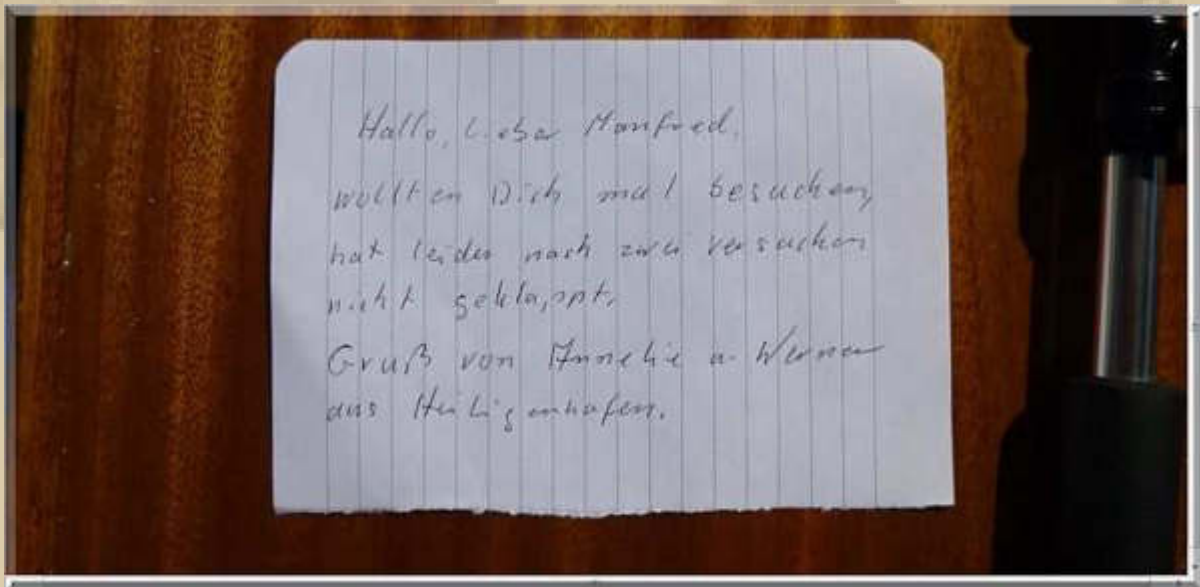 Hallo, lieber Manfred.
wollten Dich mal besuchen,
hat leider nach zwei versuchen
nicht geklappt.
Gruß von Annelie u. Werner
aus Heiligenhafen.